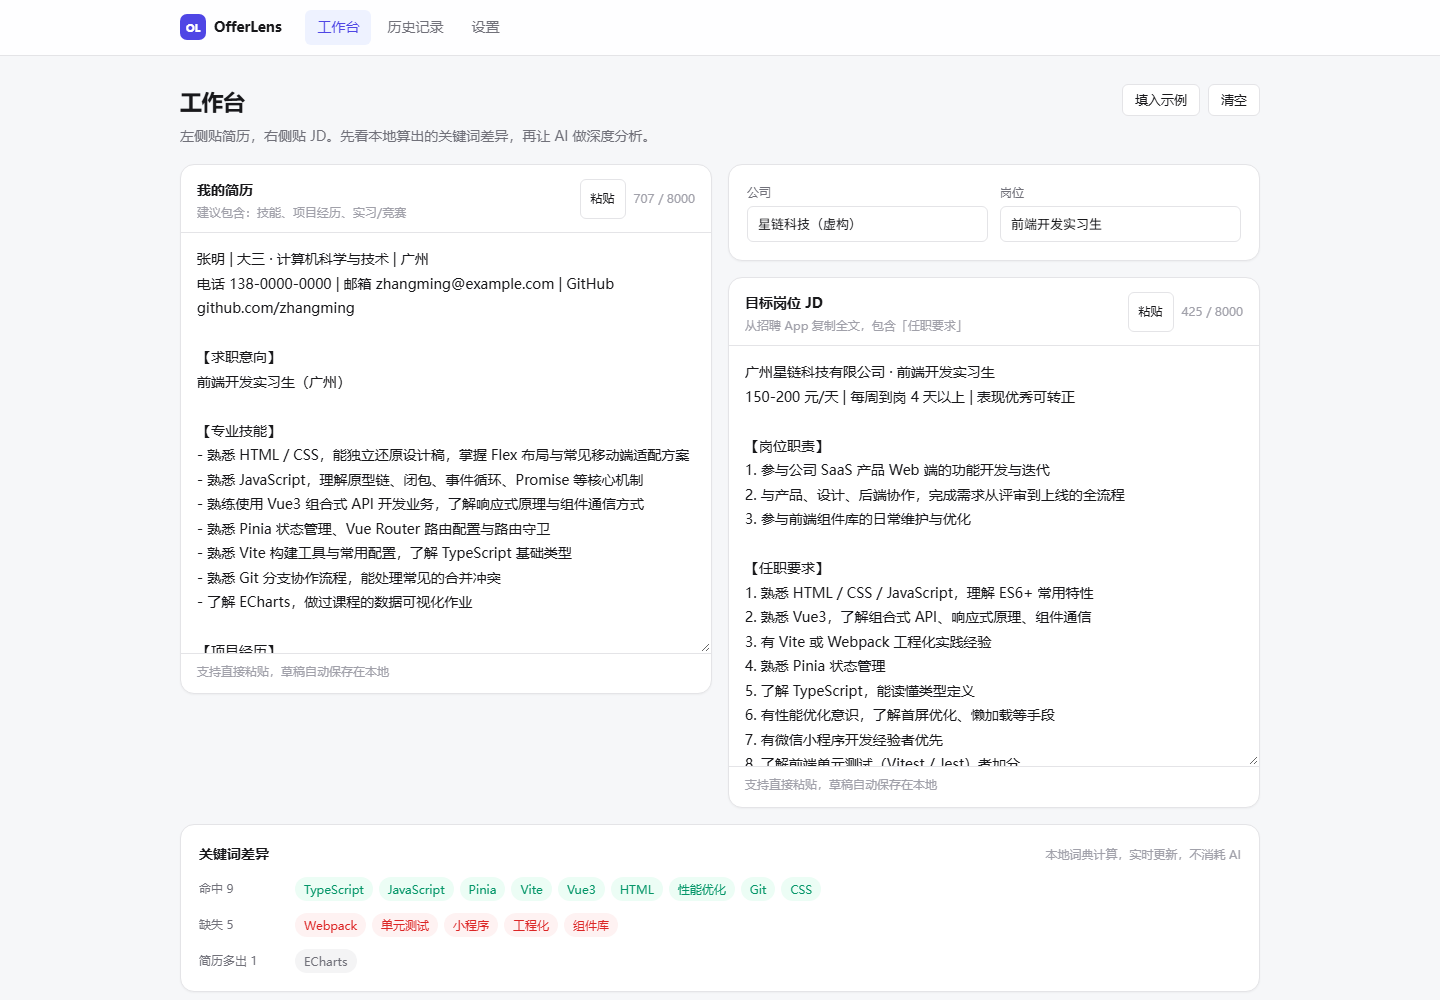 OL OfferLens 工作台 历史记录 设置
工作台
填入示例 清空
左侧贴简历，右侧贴 JD。先看本地算出的关键词差异，再让 AI 做深度分析。
我的简历
建议包含：技能、项目经历、实习/竞赛
粘贴 707 / 8000
张明 | 大三 · 计算机科学与技术 | 广州
电话 138-0000-0000 | 邮箱 zhangming@example.com | GitHub
github.com/zhangming
【求职意向】
前端开发实习生（广州）
【专业技能】
- 熟悉 HTML / CSS，能独立还原设计稿，掌握 Flex 布局与常见移动端适配方案
- 熟悉 JavaScript，理解原型链、闭包、事件循环、Promise 等核心机制
- 熟练使用 Vue3 组合式 API 开发业务，了解响应式原理与组件通信方式
- 熟悉 Pinia 状态管理、Vue Router 路由配置与路由守卫
- 熟悉 Vite 构建工具与常用配置，了解 TypeScript 基础类型
- 熟悉 Git 分支协作流程，能处理常见的合并冲突
- 了解 ECharts，做过课程的数据可视化作业
【项目经历】
支持直接粘贴，草稿自动保存在本地
公司
星链科技（虚构）
岗位
前端开发实习生
目标岗位 JD
从招聘 App 复制全文，包含「任职要求」
粘贴 425 / 8000
广州星链科技有限公司 · 前端开发实习生
150-200 元/天 | 每周到岗 4 天以上 | 表现优秀可转正
【岗位职责】
1. 参与公司 SaaS 产品 Web 端的功能开发与迭代
2. 与产品、设计、后端协作，完成需求从评审到上线的全流程
3. 参与前端组件库的日常维护与优化
【任职要求】
1. 熟悉 HTML / CSS / JavaScript，理解 ES6+ 常用特性
2. 熟悉 Vue3，了解组合式 API、响应式原理、组件通信
3. 有 Vite 或 Webpack 工程化实践经验
4. 熟悉 Pinia 状态管理
5. 了解 TypeScript，能读懂类型定义
6. 有性能优化意识，了解首屏优化、懒加载等手段
7. 有微信小程序开发经验者优先
8. 了解前端单元测试（Vitest / Jest）者加分
支持直接粘贴，草稿自动保存在本地
关键词差异 本地词典计算，实时更新，不消耗 AI
命中 9 TypeScript JavaScript Pinia Vite Vue3 HTML 性能优化 Git CSS
缺失 5 Webpack 单元测试 小程序 工程化 组件库
简历多出 1 ECharts